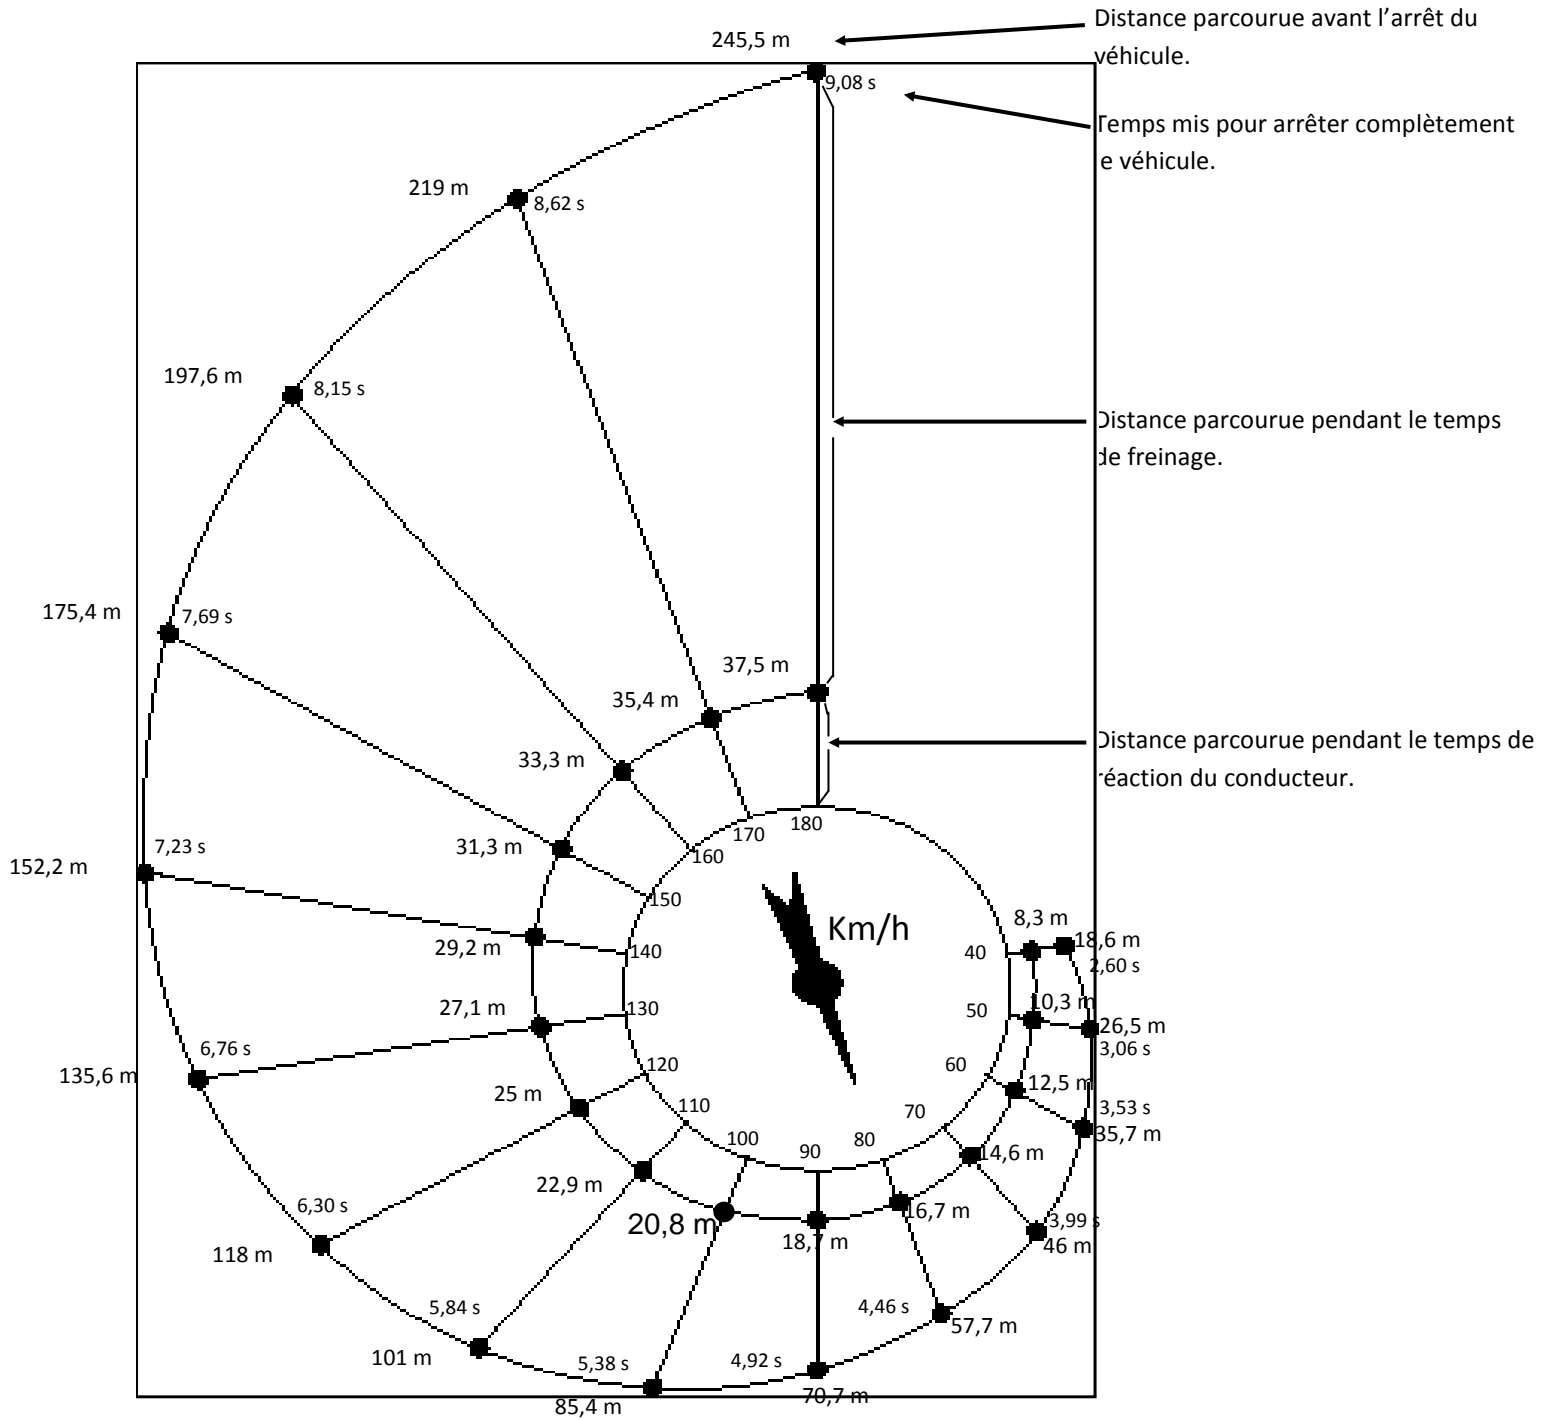 Distance parcourue avant l’arrêt du
véhicule.
245,5 m
9,08 s
Temps mis pour arrêter complètement
e véhicule.
219 m
8,62 s
197,6 m
8,15 s
Distance parcourue pendant le temps
de freinage.
175,4 m
7,69 s
37,5 m
35,4 m
33,3 m
Distance parcourue pendant le temps de
réaction du conducteur.
31,3 m
180
170
160
150
152,2 m
7,23 s
29,2 m
140
Km/h
8,3 m
40
18,6 m
2,60 s
27,1 m
130
50
10,3 m
26,5 m
3,06 s
135,6 m
6,76 s
25 m
120
60
12,5 m
3,53 s
35,7 m
110
70
22,9 m
100
90
80
14,6 m
20,8 m
18,7 m
16,7 m
3,99 s
46 m
118 m
6,30 s
101 m
5,84 s
4,46 s
57,7 m
5,38 s
4,92 s
85,4 m
70,7 m